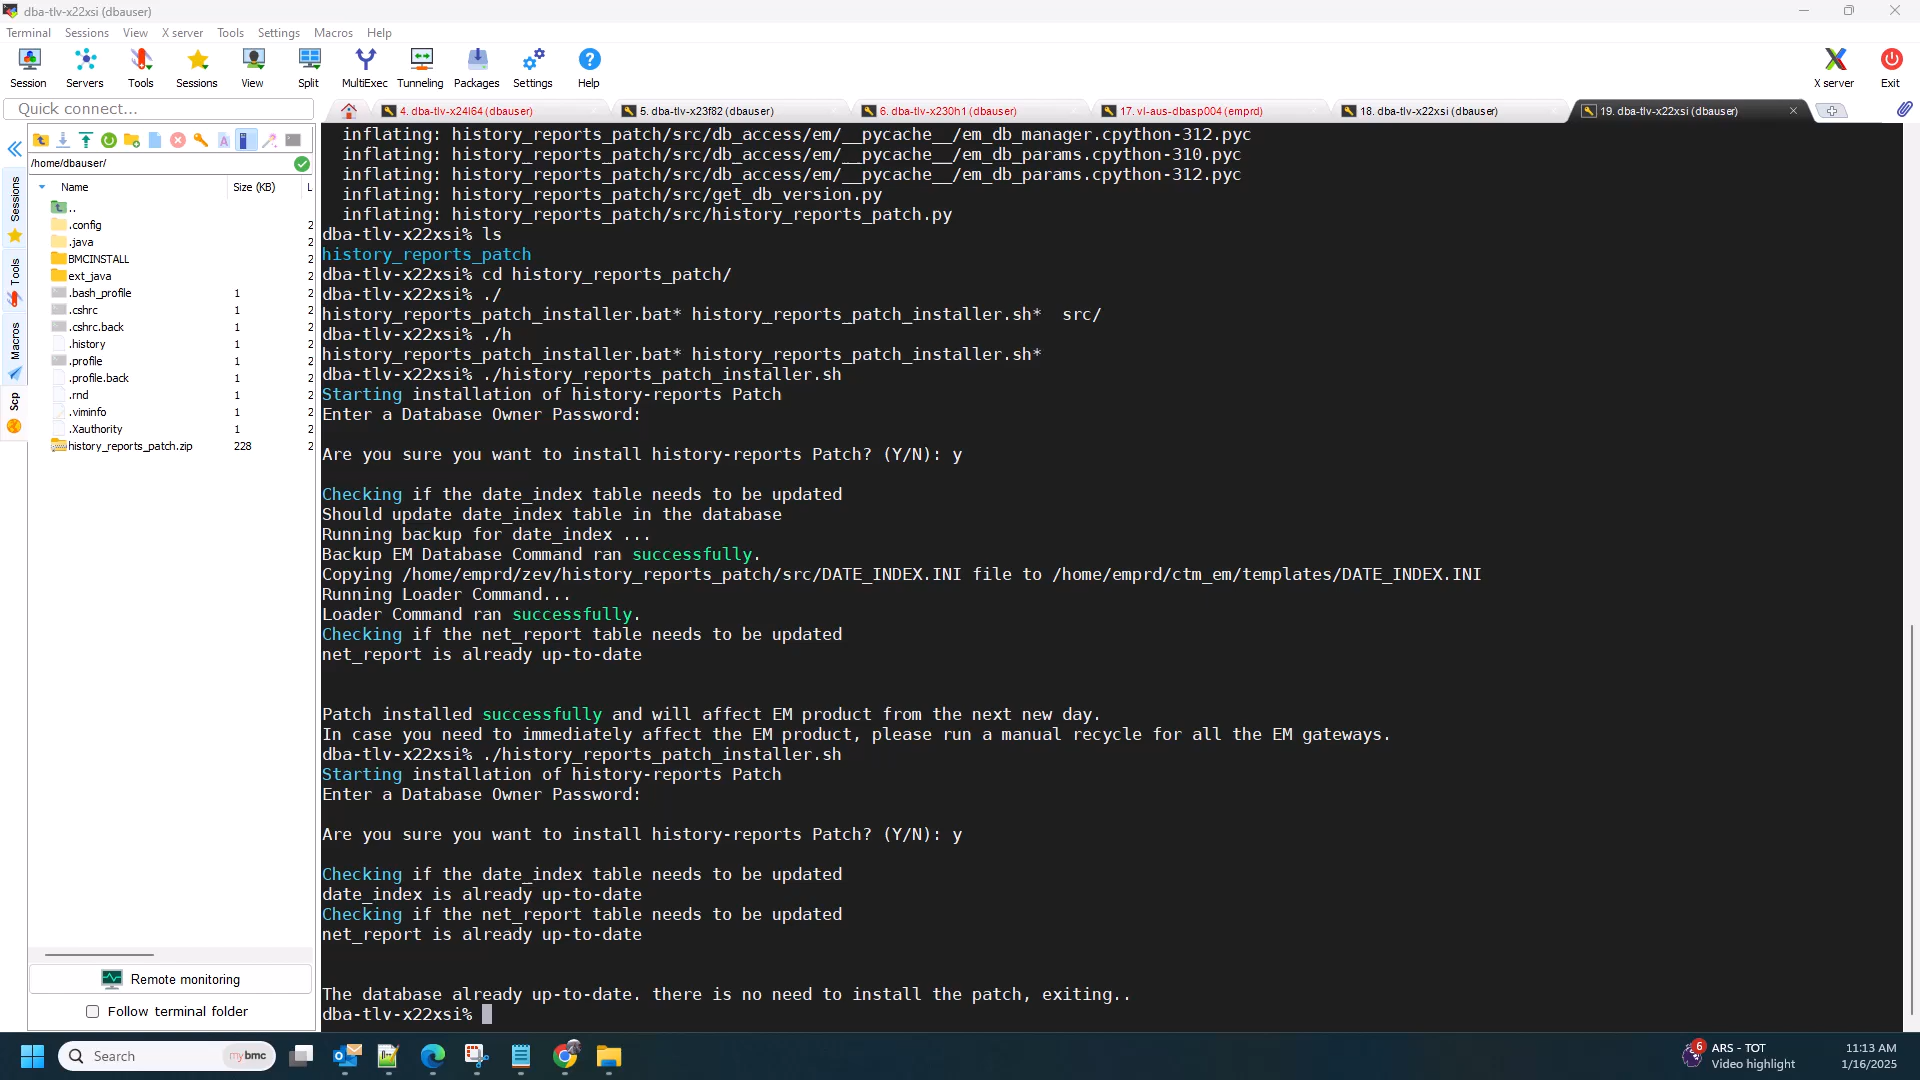 dba-tlv-x22xsi (dbauser)
Terminal Sessions View X server Tools Settings Macros Help
Session Servers Tools Sessions View Split MultiExec Tunneling Packages Settings Help X server Exit
Quick connect...
4. dba-tlv-x24l64 (dbauser) 5. dba-tlv-x23f82 (dbauser) 6. dba-tlv-x230h1 (dbauser) 17. vl-aus-dbasp004 (emprd) 18. dba-tlv-x22xsi (dbauser) 19. dba-tlv-x22xsi (dbauser)
/home/dbauser/
Name Size (KB) L
..
.config 2
.java 2
BMCINSTALL 2
ext_java 2
.bash_profile 1 2
.cshrc 1 2
.cshrc.back 1 2
.history 1 2
.profile 1 2
.profile.back 1 2
.rnd 1 2
.viminfo 1 2
.Xauthority 1 2
history_reports_patch.zip 228 2
Sessions
Tools
Macros
Scp
Remote monitoring
Follow terminal folder
inflating: history_reports_patch/src/db_access/em/__pycache__/em_db_manager.cpython-312.pyc
inflating: history_reports_patch/src/db_access/em/__pycache__/em_db_params.cpython-310.pyc
inflating: history_reports_patch/src/db_access/em/__pycache__/em_db_params.cpython-312.pyc
inflating: history_reports_patch/src/get_db_version.py
inflating: history_reports_patch/src/history_reports_patch.py
dba-tlv-x22xsi% ls
history_reports_patch
dba-tlv-x22xsi% cd history_reports_patch/
dba-tlv-x22xsi% ./
history_reports_patch_installer.bat* history_reports_patch_installer.sh* src/
dba-tlv-x22xsi% ./h
history_reports_patch_installer.bat* history_reports_patch_installer.sh*
dba-tlv-x22xsi% ./history_reports_patch_installer.sh
Starting installation of history-reports Patch
Enter a Database Owner Password:
Are you sure you want to install history-reports Patch? (Y/N): y
Checking if the date_index table needs to be updated
Should update date_index table in the database
Running backup for date_index ...
Backup EM Database Command ran successfully.
Copying /home/emprd/zev/history_reports_patch/src/DATE_INDEX.INI file to /home/emprd/ctm_em/templates/DATE_INDEX.INI
Running Loader Command...
Loader Command ran successfully.
Checking if the net_report table needs to be updated
net_report is already up-to-date
Patch installed successfully and will affect EM product from the next new day.
In case you need to immediately affect the EM product, please run a manual recycle for all the EM gateways.
dba-tlv-x22xsi% ./history_reports_patch_installer.sh
Starting installation of history-reports Patch
Enter a Database Owner Password:
Are you sure you want to install history-reports Patch? (Y/N): y
Checking if the date_index table needs to be updated
date_index is already up-to-date
Checking if the net_report table needs to be updated
net_report is already up-to-date
The database already up-to-date. there is no need to install the patch, exiting..
dba-tlv-x22xsi%
Search mybmc
6 ARS - TOT
Video highlight
11:13 AM
1/16/2025